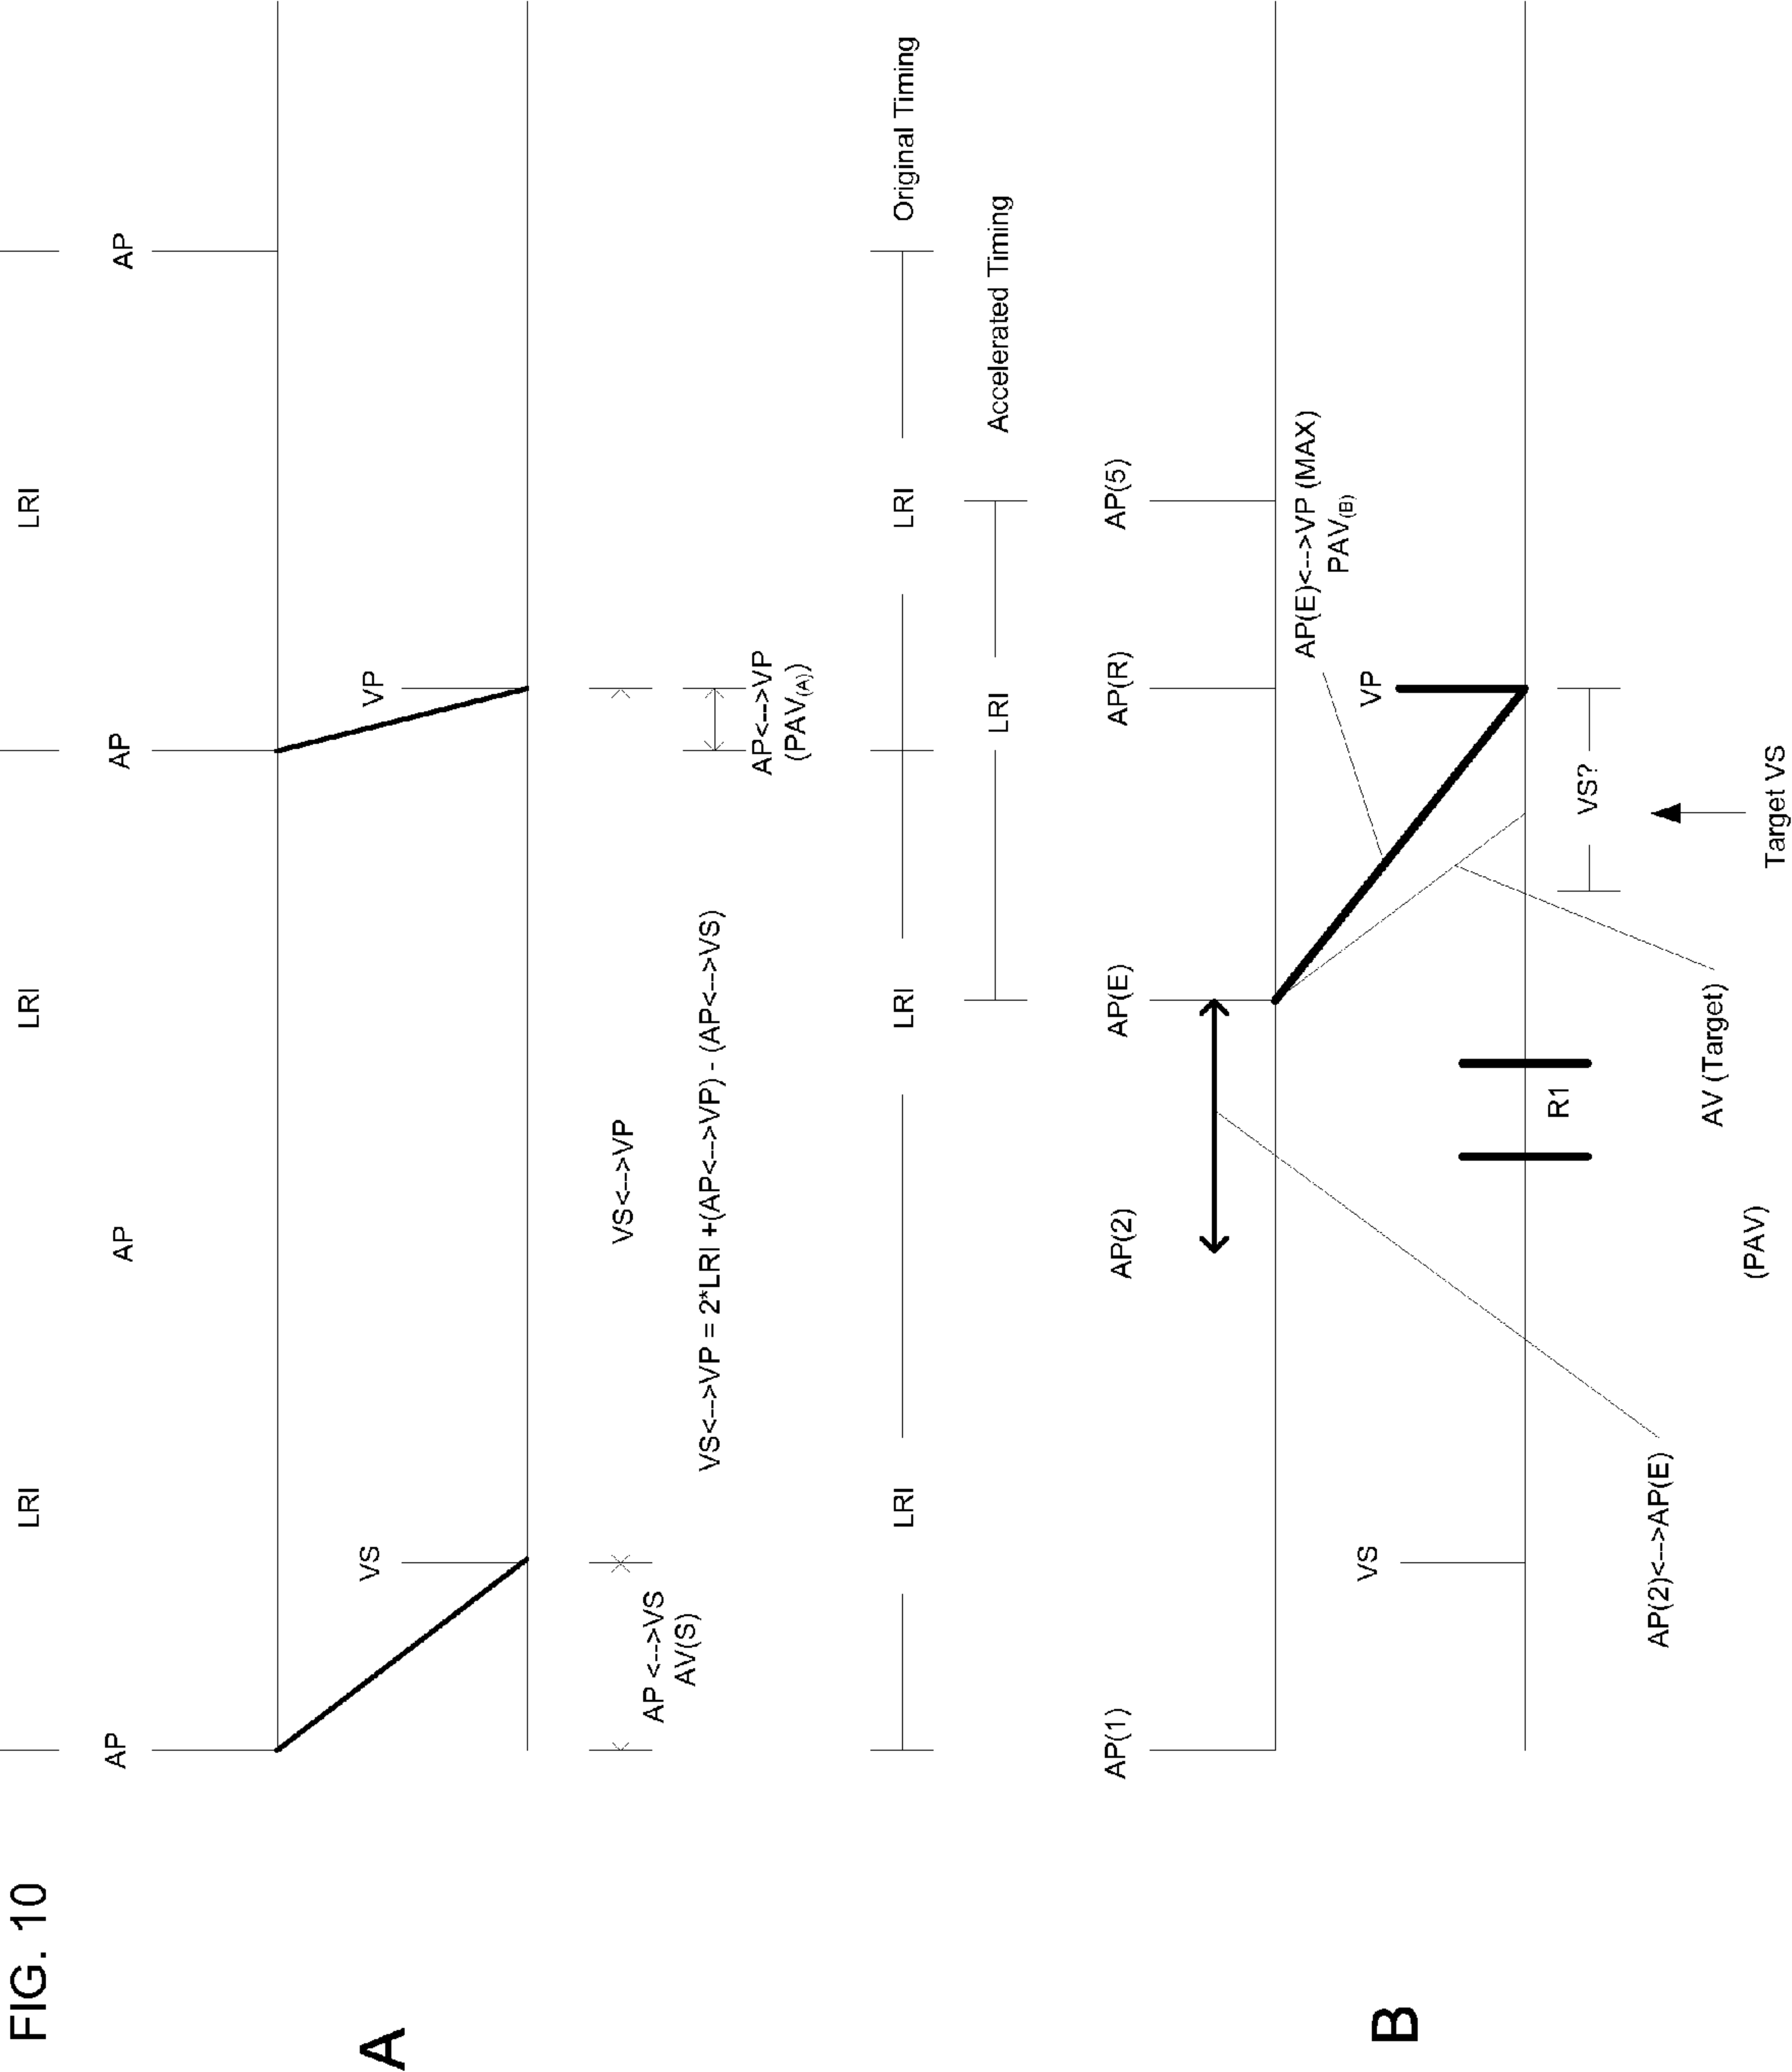 FIG. 10
LRI
LRI
LRI
AP
AP
AP
AP
A
VS
VP
AP <-->VS
AV(S)
VS<-->VP
VS<-->VP = 2*LRI +(AP<-->VP) - (AP<-->VS)
AP<-->VP
(PAV(A))
LRI
LRI
LRI
Original Timing
LRI
Accelerated Timing
AP(1)
AP(2)
AP(E)
AP(R)
AP(5)
AP(E)<-->VP (MAX)
PAV(B)
B
VS
VP
R1
VS?
AP(2)<-->AP(E)
AV (Target)
(PAV)
Target VS